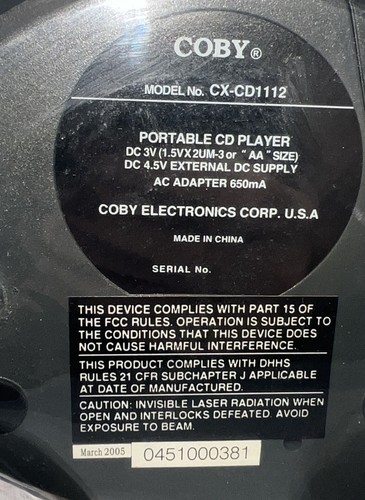 COBY®
MODEL No. CX-CD1112
PORTABLE CD PLAYER
DC 3V (1.5VX2UM-3 or "AA" SIZE)
DC 4.5V EXTERNAL DC SUPPLY
AC ADAPTER 650mA
COBY ELECTRONICS CORP. U.S.A
MADE IN CHINA
SERIAL No.
THIS DEVICE COMPLIES WITH PART 15 OF
THE FCC RULES. OPERATION IS SUBJECT TO
THE CONDITIONS THAT THIS DEVICE DOES
NOT CAUSE HARMFUL INTERFERENCE.
THIS PRODUCT COMPLIES WITH DHHS
RULES 21 CFR SUBCHAPTER J APPLICABLE
AT DATE OF MANUFACTURED.
CAUTION: INVISIBLE LASER RADIATION WHEN
OPEN AND INTERLOCKS DEFEATED. AVOID
EXPOSURE TO BEAM.
March 2005 0451000381